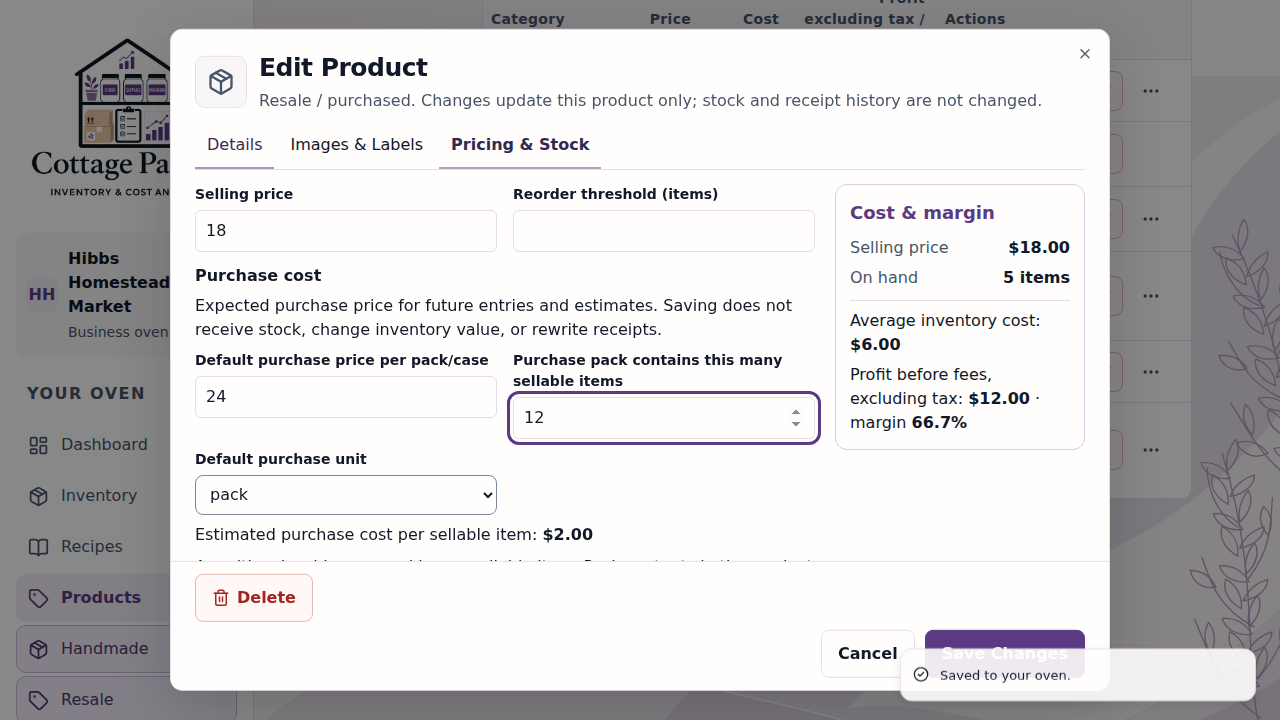 Category
Price
Cost
excluding tax /
Actions
Edit Product
Resale / purchased. Changes update this product only; stock and receipt history are not changed.
Details
Images & Labels
Pricing & Stock
Cottage Pa
INVENTORY & COST AN
HH
Hibbs
Homestead
Market
Business oven
YOUR OVEN
Dashboard
Inventory
Recipes
Products
Handmade
Resale
Selling price
18
Reorder threshold (items)
Purchase cost
Expected purchase price for future entries and estimates. Saving does not
receive stock, change inventory value, or rewrite receipts.
Default purchase price per pack/case
24
Purchase pack contains this many
sellable items
12
Default purchase unit
pack
Estimated purchase cost per sellable item: $2.00
Cost & margin
Selling price $18.00
On hand 5 items
Average inventory cost:
$6.00
Profit before fees,
excluding tax: $12.00 ·
margin 66.7%
Delete
Cancel
Save Changes
Saved to your oven.